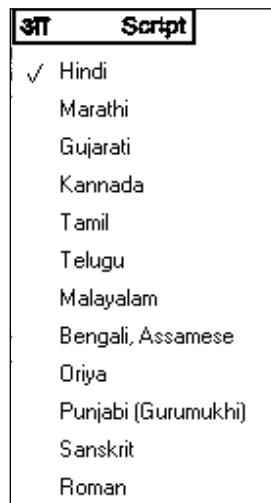 आ Script
✓ Hindi
Marathi
Gujarati
Kannada
Tamil
Telugu
Malayalam
Bengali, Assamese
Oriya
Punjabi (Gurumukhi)
Sanskrit
Roman